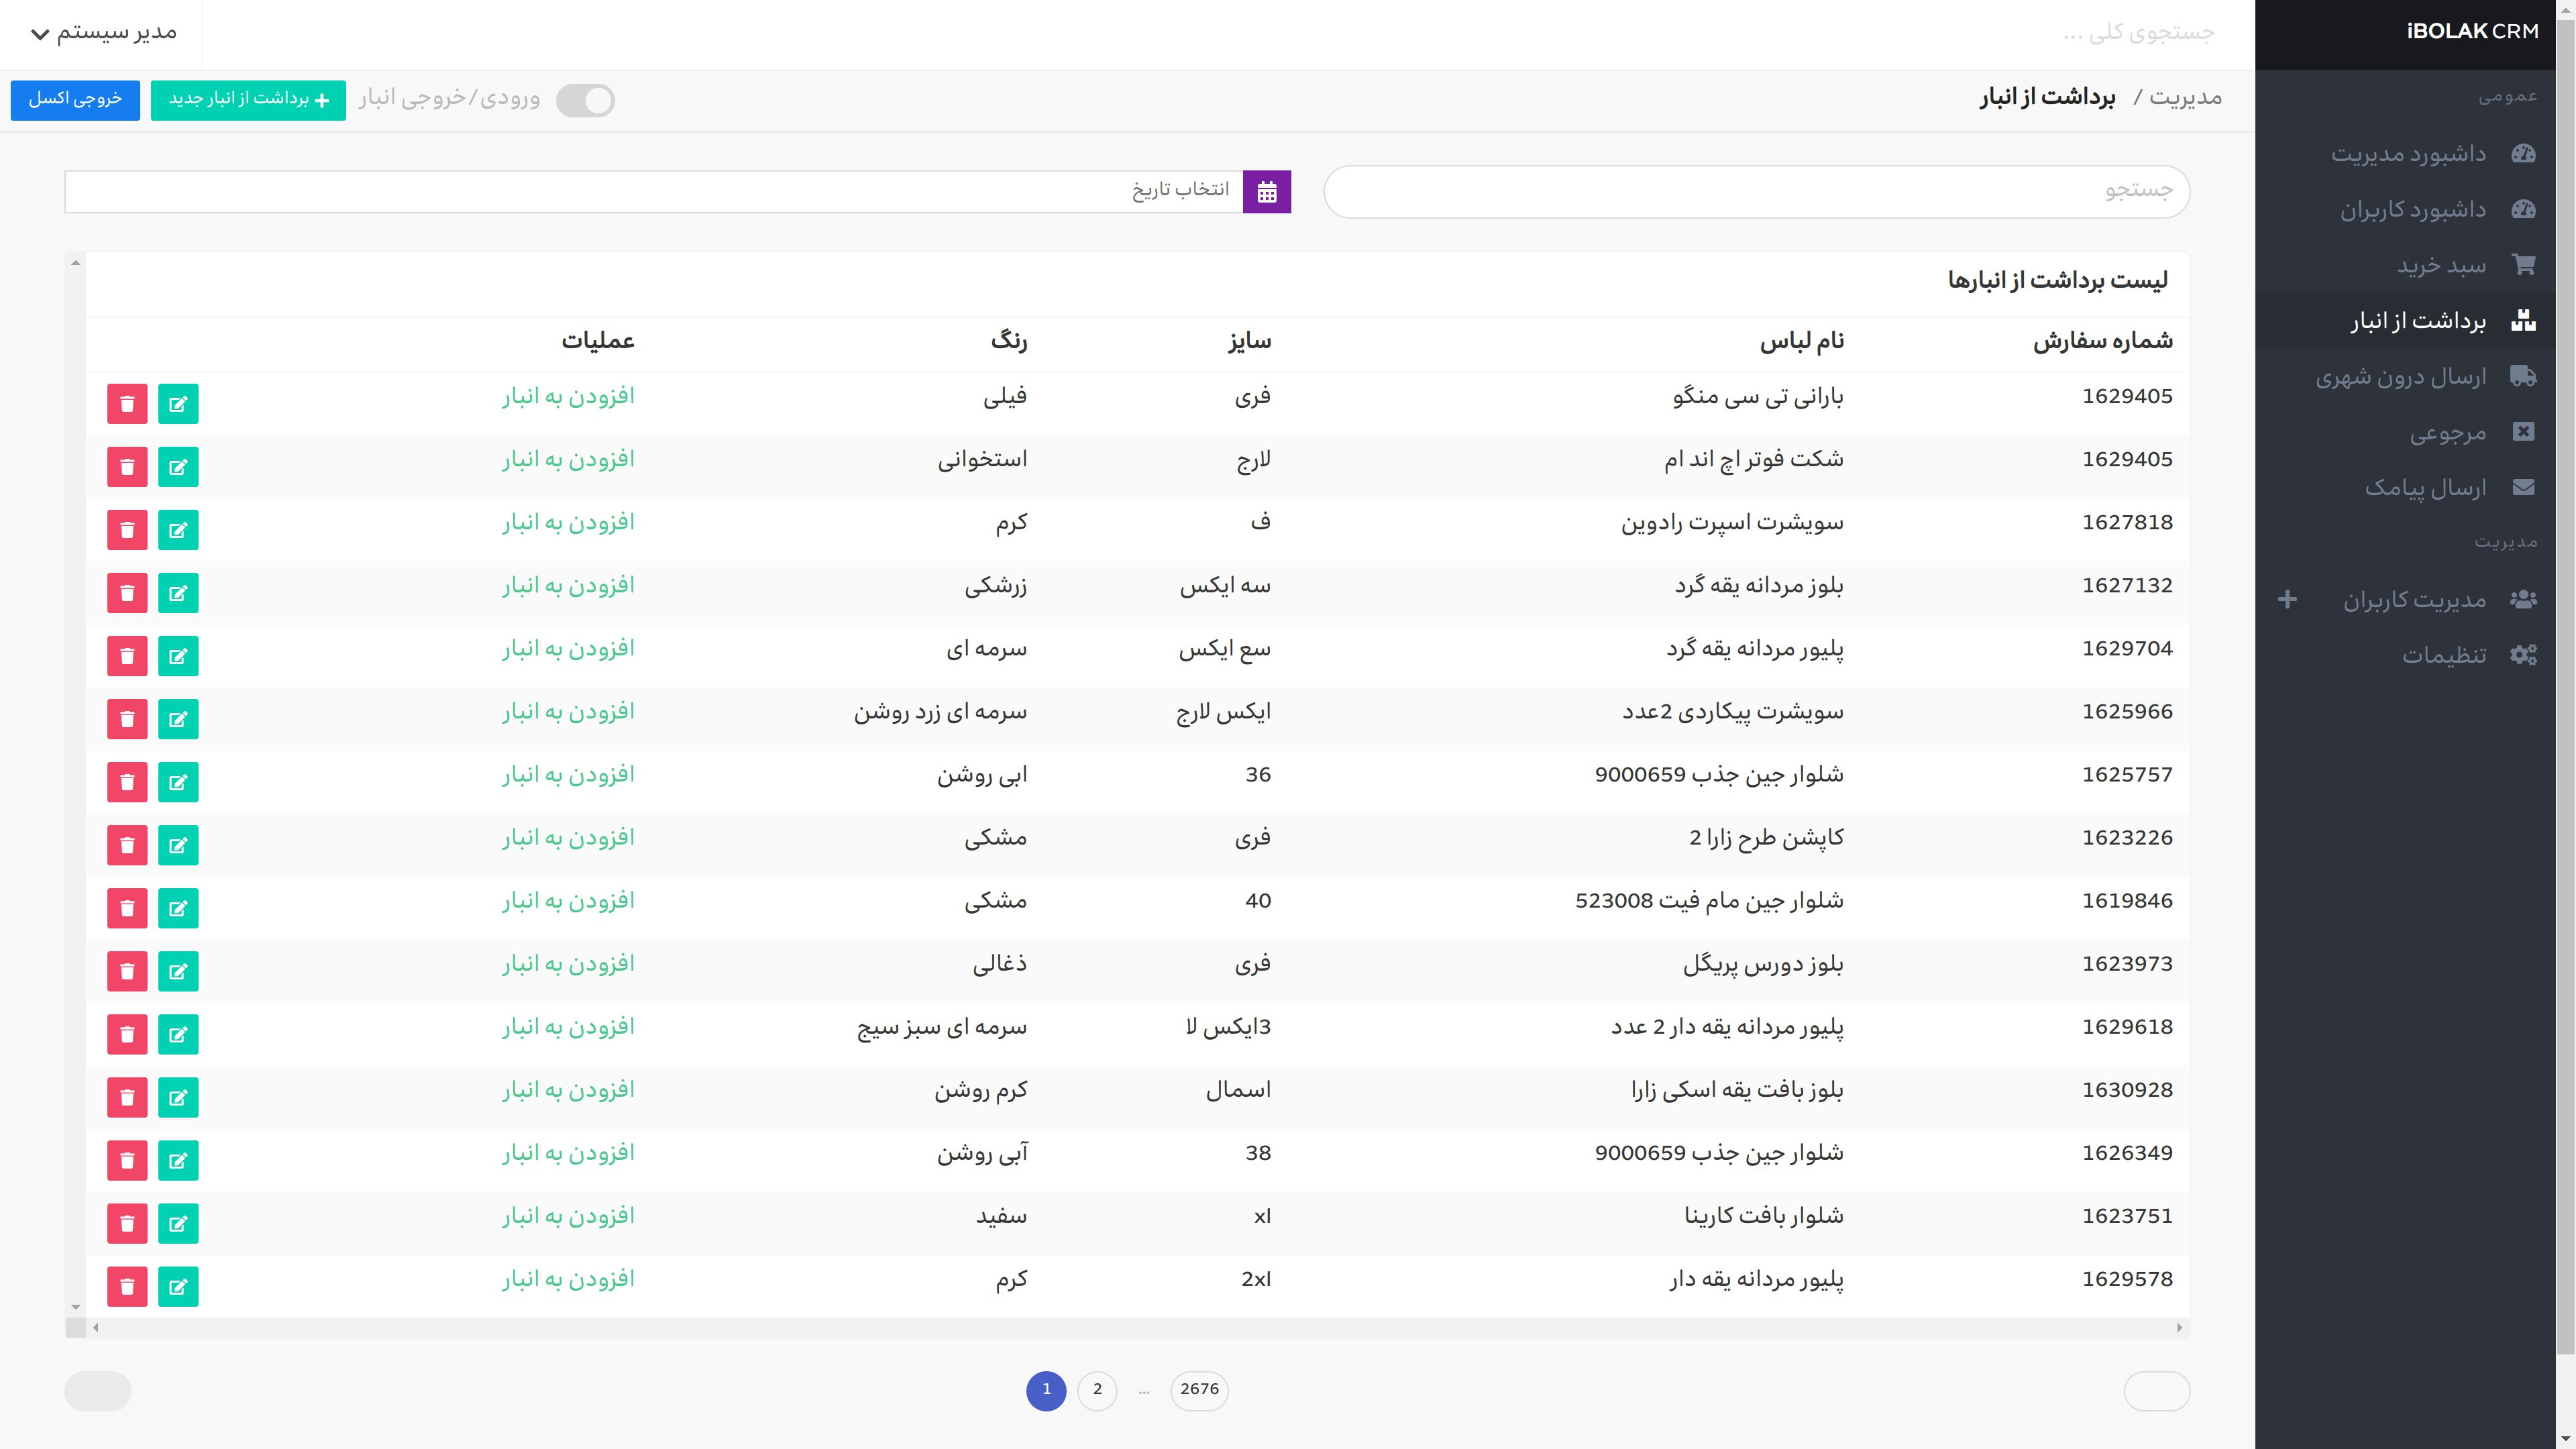 iBOLAK CRM
عمومی
داشبورد مدیریت
داشبورد کاربران
سبد خرید
برداشت از انبار
ارسال درون شهری
مرجوعی
ارسال پیامک
مدیریت
مدیریت کاربران
تنظیمات
جستجوی کلی ...
مدیر سیستم
مدیریت / برداشت از انبار
ورودی/خروجی انبار
برداشت از انبار جدید
خروجی اکسل
جستجو
انتخاب تاریخ
لیست برداشت از انبارها
شماره سفارش نام لباس سایز رنگ عملیات
1629405 بارانی تی سی منگو فری فیلی افزودن به انبار
1629405 شکت فوتر اچ اند ام لارج استخوانی افزودن به انبار
1627818 سویشرت اسپرت رادوین ف کرم افزودن به انبار
1627132 بلوز مردانه یقه گرد سه ایکس زرشکی افزودن به انبار
1629704 پلیور مردانه یقه گرد سع ایکس سرمه ای افزودن به انبار
1625966 سویشرت پیکاردی 2عدد ایکس لارج سرمه ای زرد روشن افزودن به انبار
1625757 شلوار جین جذب 9000659 36 ابی روشن افزودن به انبار
1623226 کاپشن طرح زارا 2 فری مشکی افزودن به انبار
1619846 شلوار جین مام فیت 523008 40 مشکی افزودن به انبار
1623973 بلوز دورس پریگل فری ذغالی افزودن به انبار
1629618 پلیور مردانه یقه دار 2 عدد 3ایکس لا سرمه ای سبز سیج افزودن به انبار
1630928 بلوز بافت یقه اسکی زارا اسمال کرم روشن افزودن به انبار
1626349 شلوار جین جذب 9000659 38 آبی روشن افزودن به انبار
1623751 شلوار بافت کارینا xl سفید افزودن به انبار
1629578 پلیور مردانه یقه دار 2xl کرم افزودن به انبار
1 2 ... 2676